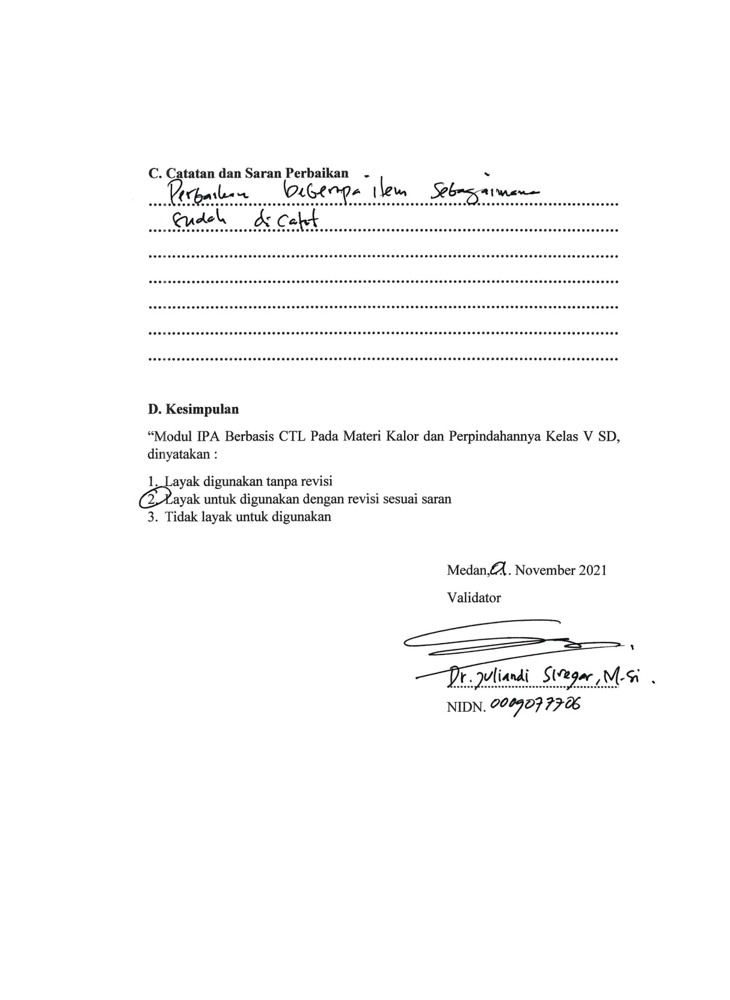 C. Catatan dan Saran Perbaikan
Perbaikan beberapa item sebagaimana
sudah dicatat
D. Kesimpulan
“Modul IPA Berbasis CTL Pada Materi Kalor dan Perpindahannya Kelas V SD,
dinyatakan :
1. Layak digunakan tanpa revisi
2. Layak untuk digunakan dengan revisi sesuai saran
3. Tidak layak untuk digunakan
Medan, . November 2021
Validator
Dr. Juliandi Siregar, M.Si.
NIDN. 0009077706